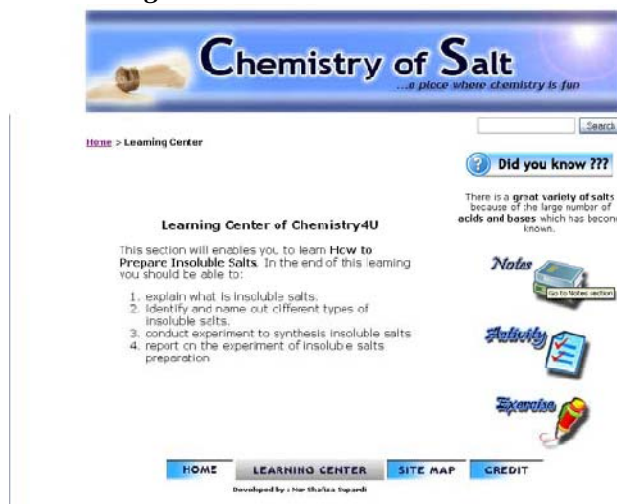 Chemistry of Salt
...a place where chemistry is fun
Search
Home > Learning Center
Did you know ???
There is a great variety of salts
because of the large number of
acids and bases which has become
known.
Learning Center of Chemistry4U
This section will enables you to learn How to
Prepare Insoluble Salts. In the end of this learning
you should be able to:
1. explain what is insoluble salts.
2. Identify and name out different types of
insoluble salts.
3. conduct experiment to synthesis insoluble salts
4. report on the experiment of insoluble salts
preparation
Notes
Go to Notes section
Activity
Exercise
HOME LEARNING CENTER SITE MAP CREDIT
Developed by : Nor Shafiza Supardi